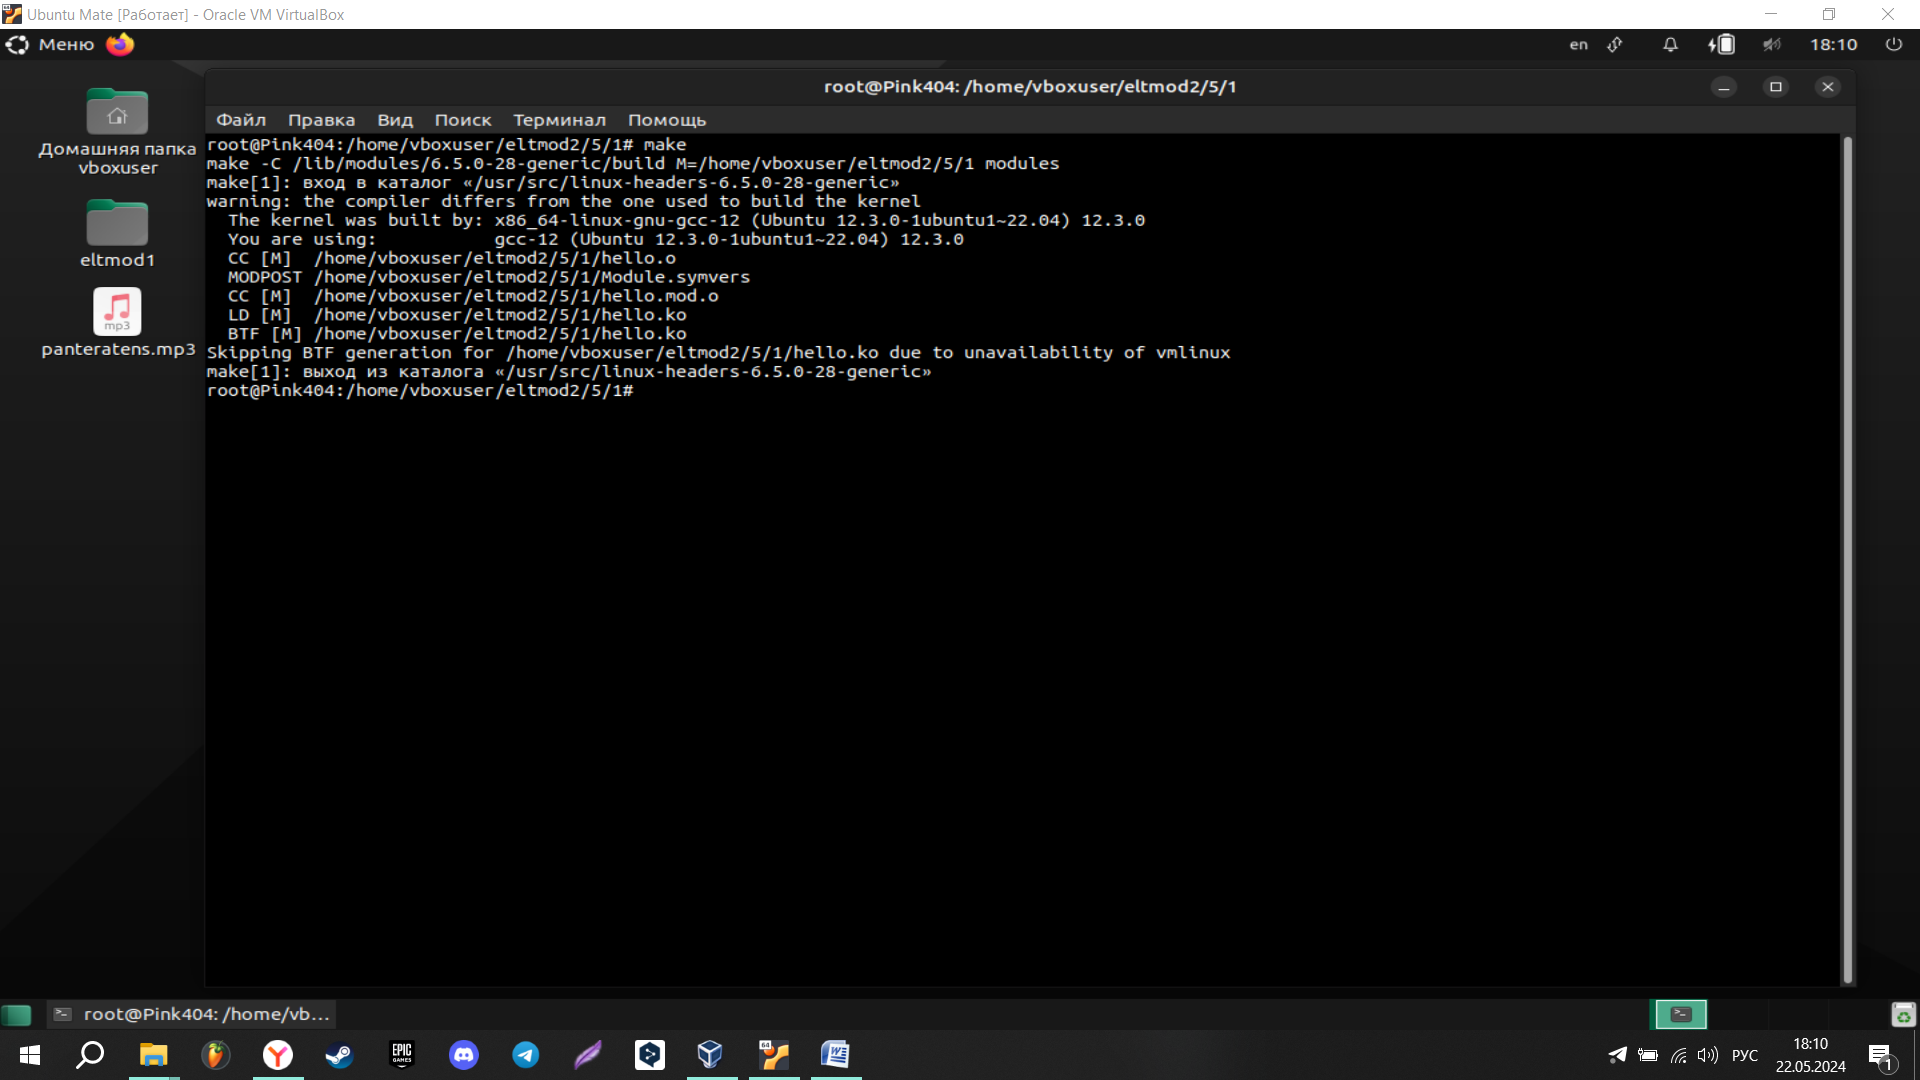 Ubuntu Mate [Работает] - Oracle VM VirtualBox
Меню
en
18:10
root@Pink404: /home/vboxuser/eltmod2/5/1
Файл Правка Вид Поиск Терминал Помощь
Домашняя папка
vboxuser
eltmod1
mp3
panteratens.mp3
root@Pink404:/home/vboxuser/eltmod2/5/1# make
make -C /lib/modules/6.5.0-28-generic/build M=/home/vboxuser/eltmod2/5/1 modules
make[1]: вход в каталог «/usr/src/linux-headers-6.5.0-28-generic»
warning: the compiler differs from the one used to build the kernel
  The kernel was built by: x86_64-linux-gnu-gcc-12 (Ubuntu 12.3.0-1ubuntu1~22.04) 12.3.0
  You are using:           gcc-12 (Ubuntu 12.3.0-1ubuntu1~22.04) 12.3.0
  CC [M]  /home/vboxuser/eltmod2/5/1/hello.o
  MODPOST /home/vboxuser/eltmod2/5/1/Module.symvers
  CC [M]  /home/vboxuser/eltmod2/5/1/hello.mod.o
  LD [M]  /home/vboxuser/eltmod2/5/1/hello.ko
  BTF [M] /home/vboxuser/eltmod2/5/1/hello.ko
Skipping BTF generation for /home/vboxuser/eltmod2/5/1/hello.ko due to unavailability of vmlinux
make[1]: выход из каталога «/usr/src/linux-headers-6.5.0-28-generic»
root@Pink404:/home/vboxuser/eltmod2/5/1#
root@Pink404: /home/vb...
EPIC
GAMES
64
W
РУС
18:10
22.05.2024
1